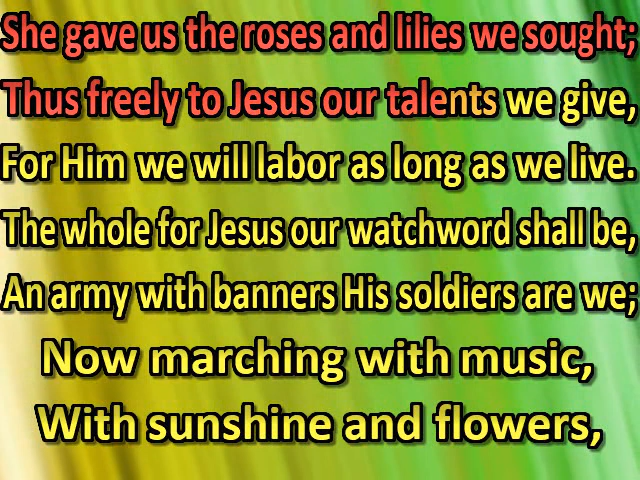 She gave us the roses and lilies we sought;
Thus freely to Jesus our talents we give,
For Him we will labor as long as we live.
The whole for Jesus our watchword shall be,
An army with banners His soldiers are we;
Now marching with music,
With sunshine and flowers,